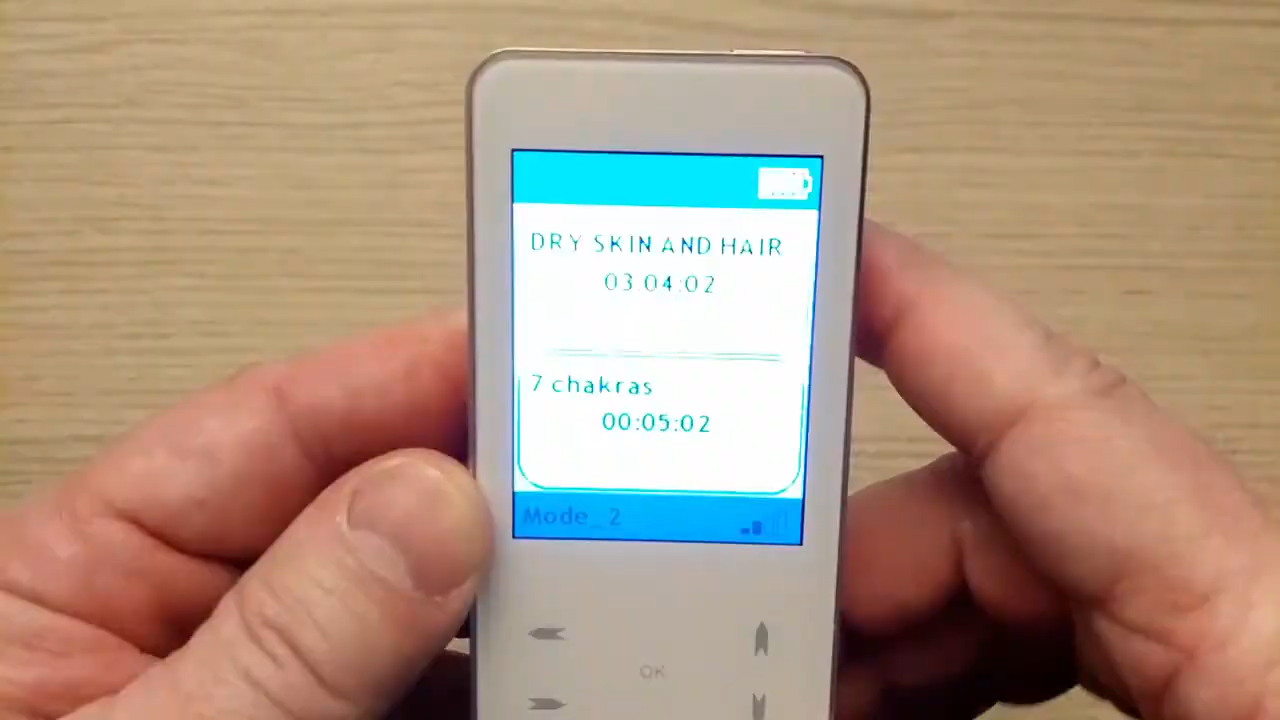 DRY SKIN AND HAIR
03:04:02
7 chakras
00:05:02
Mode_2
OK